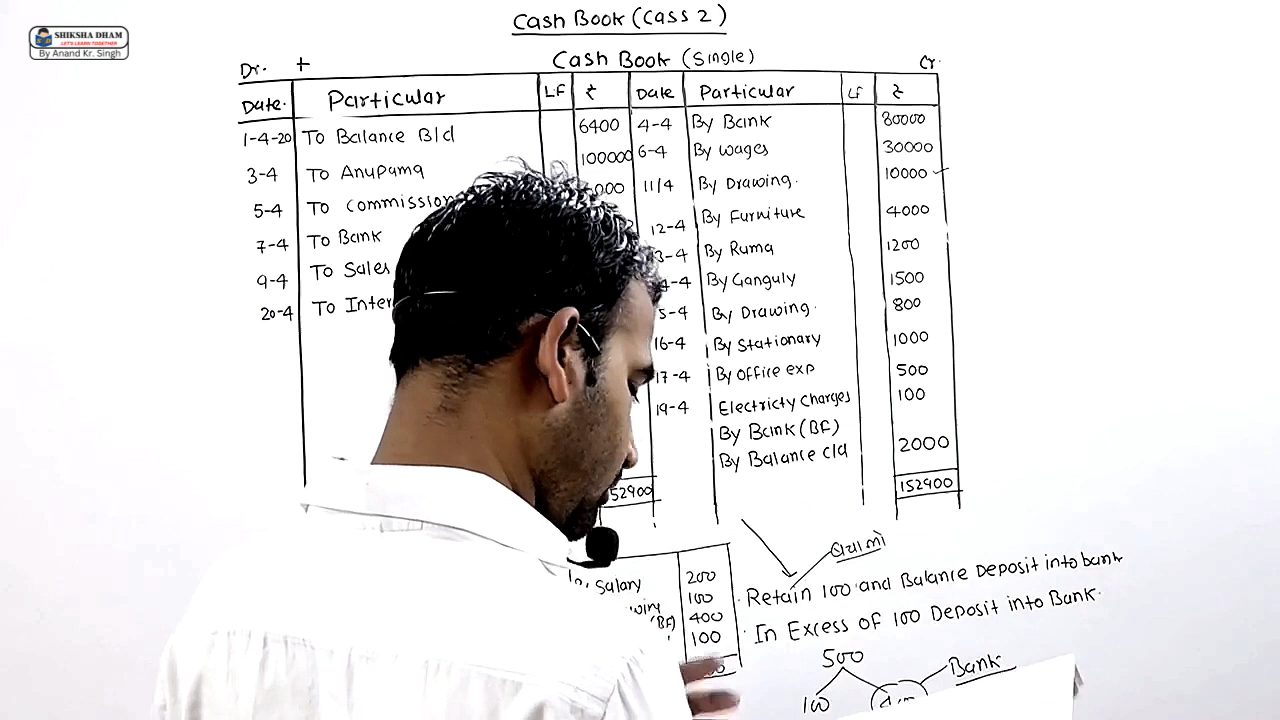 SHIKSHA DHAM
LET'S LEARN TOGETHER
By Anand Kr. Singh
Cash Book (Cass 2)
Dr. + Cash Book (Single) Cr.
Date. Particular LF ₹ Date Particular LF ₹
1-4-20 To Balance B/d 6400 4-4 By Bank 80000
3-4 To Anupama 100000 6-4 By wages 30000
5-4 To commission 11/4 By Drawing. 10000
7-4 To Bank 12-4 By Furniture 4000
9-4 To Sales By Ruma 1200
20-4 To By Ganguly 1500
By Drawing. 800
16-4 By Stationary 1000
17-4 By office exp 500
19-4 Electricty charges 100
By Bank (BF)
By Balance c/d 2000
52900 152900
Salary 200
100
(BF) 400
100
Retain 100 and Balance Deposit into bank
In Excess of 100 Deposit into Bank.
500
100 Bank